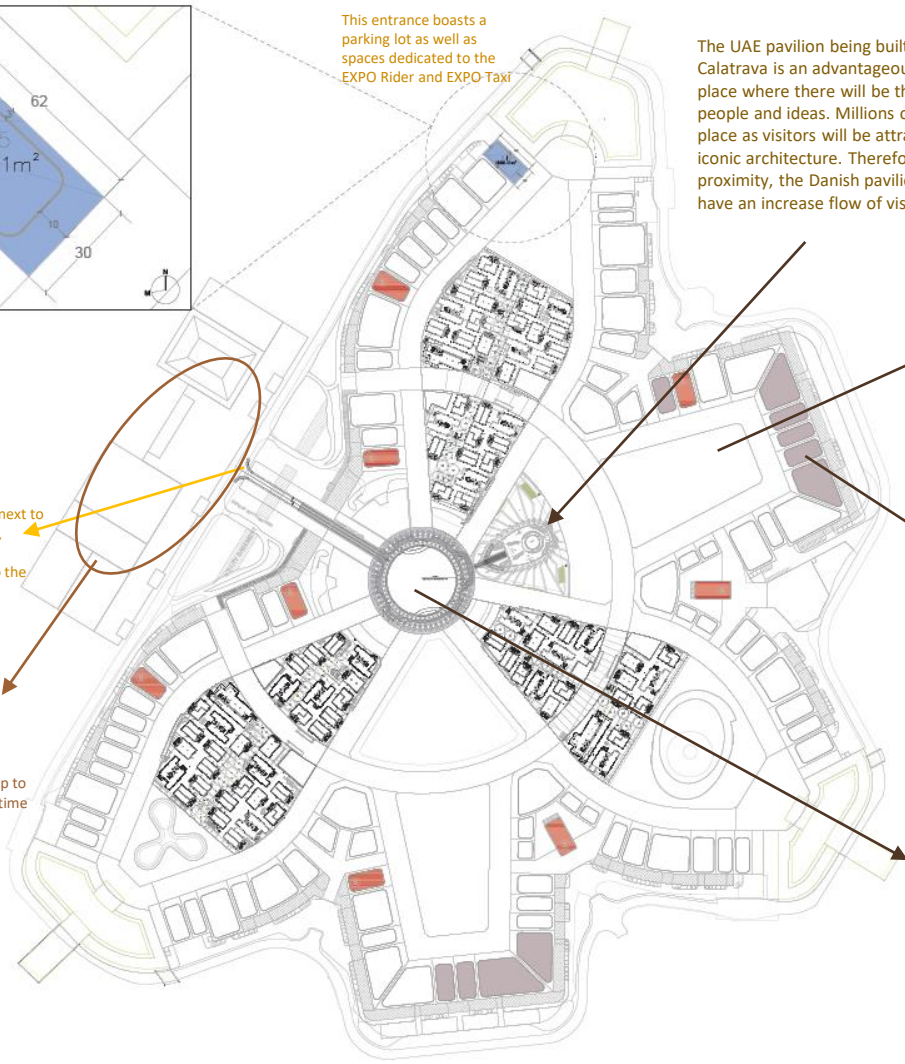 This entrance boasts a
parking lot as well as
spaces dedicated to the
EXPO Rider and EXPO Taxi
The UAE pavilion being built
Calatrava is an advantageou
place where there will be th
people and ideas. Millions o
place as visitors will be attra
iconic architecture. Therefo
proximity, the Danish pavilio
have an increase flow of vis
62
1m²
10
30
N
next to
the
p to
time